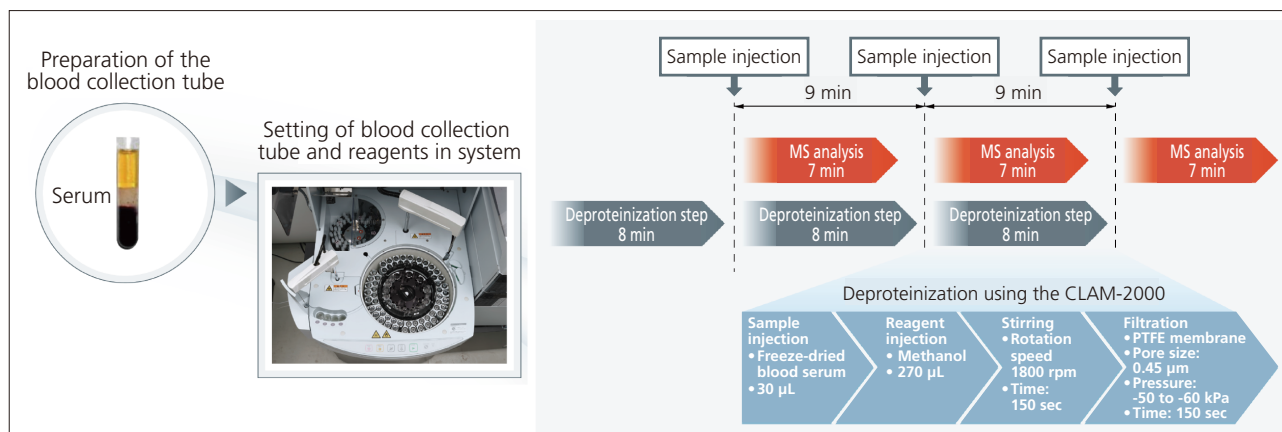 Preparation of the
blood collection tube
Serum
Setting of blood collection
tube and reagents in system
Sample injection
Sample injection
Sample injection
9 min
9 min
MS analysis
7 min
MS analysis
7 min
MS analysis
7 min
Deproteinization step
8 min
Deproteinization step
8 min
Deproteinization step
8 min
Deproteinization using the CLAM-2000
Sample
injection
• Freeze-dried
blood serum
• 30 µL
Reagent
injection
• Methanol
• 270 µL
Stirring
• Rotation
speed
1800 rpm
• Time:
150 sec
Filtration
• PTFE membrane
• Pore size:
0.45 µm
• Pressure:
-50 to -60 kPa
• Time: 150 sec